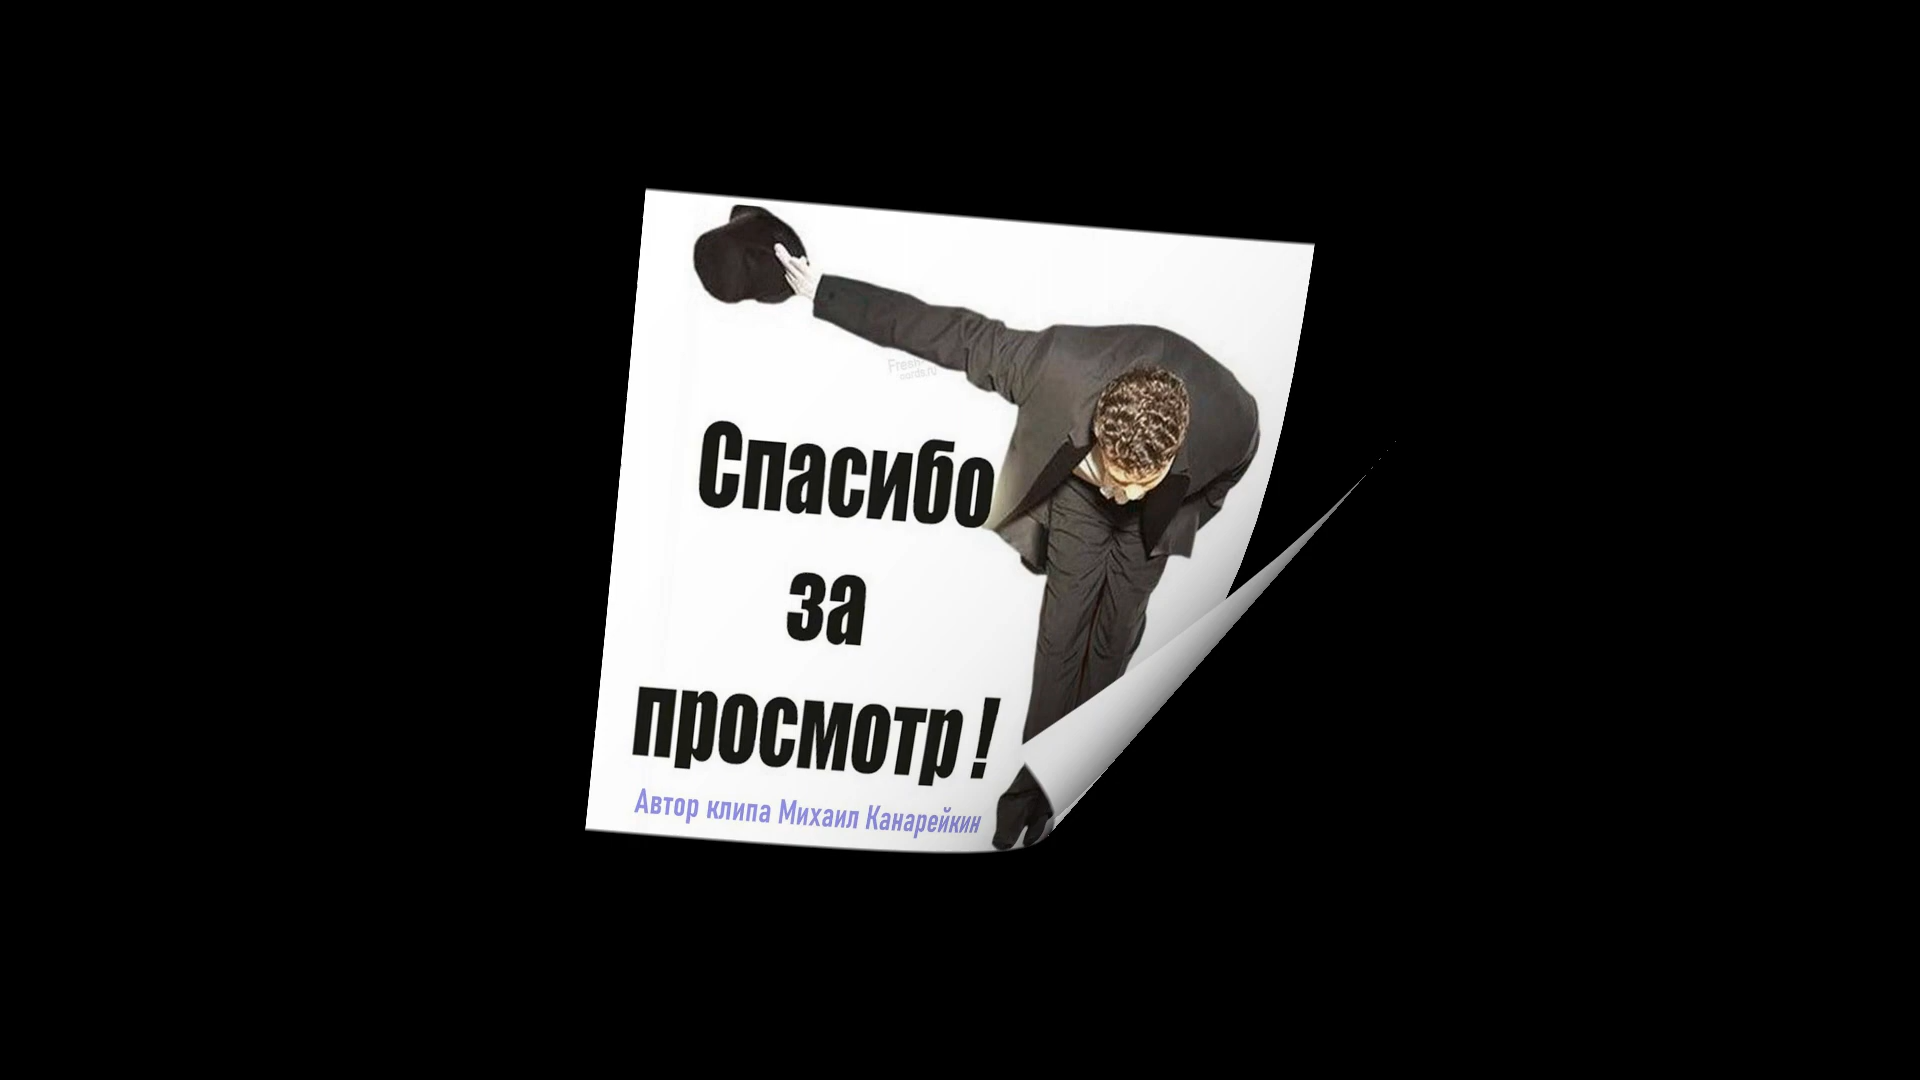 Спасибо
за
просмотр!
Автор клипа Михаил Канарейкин